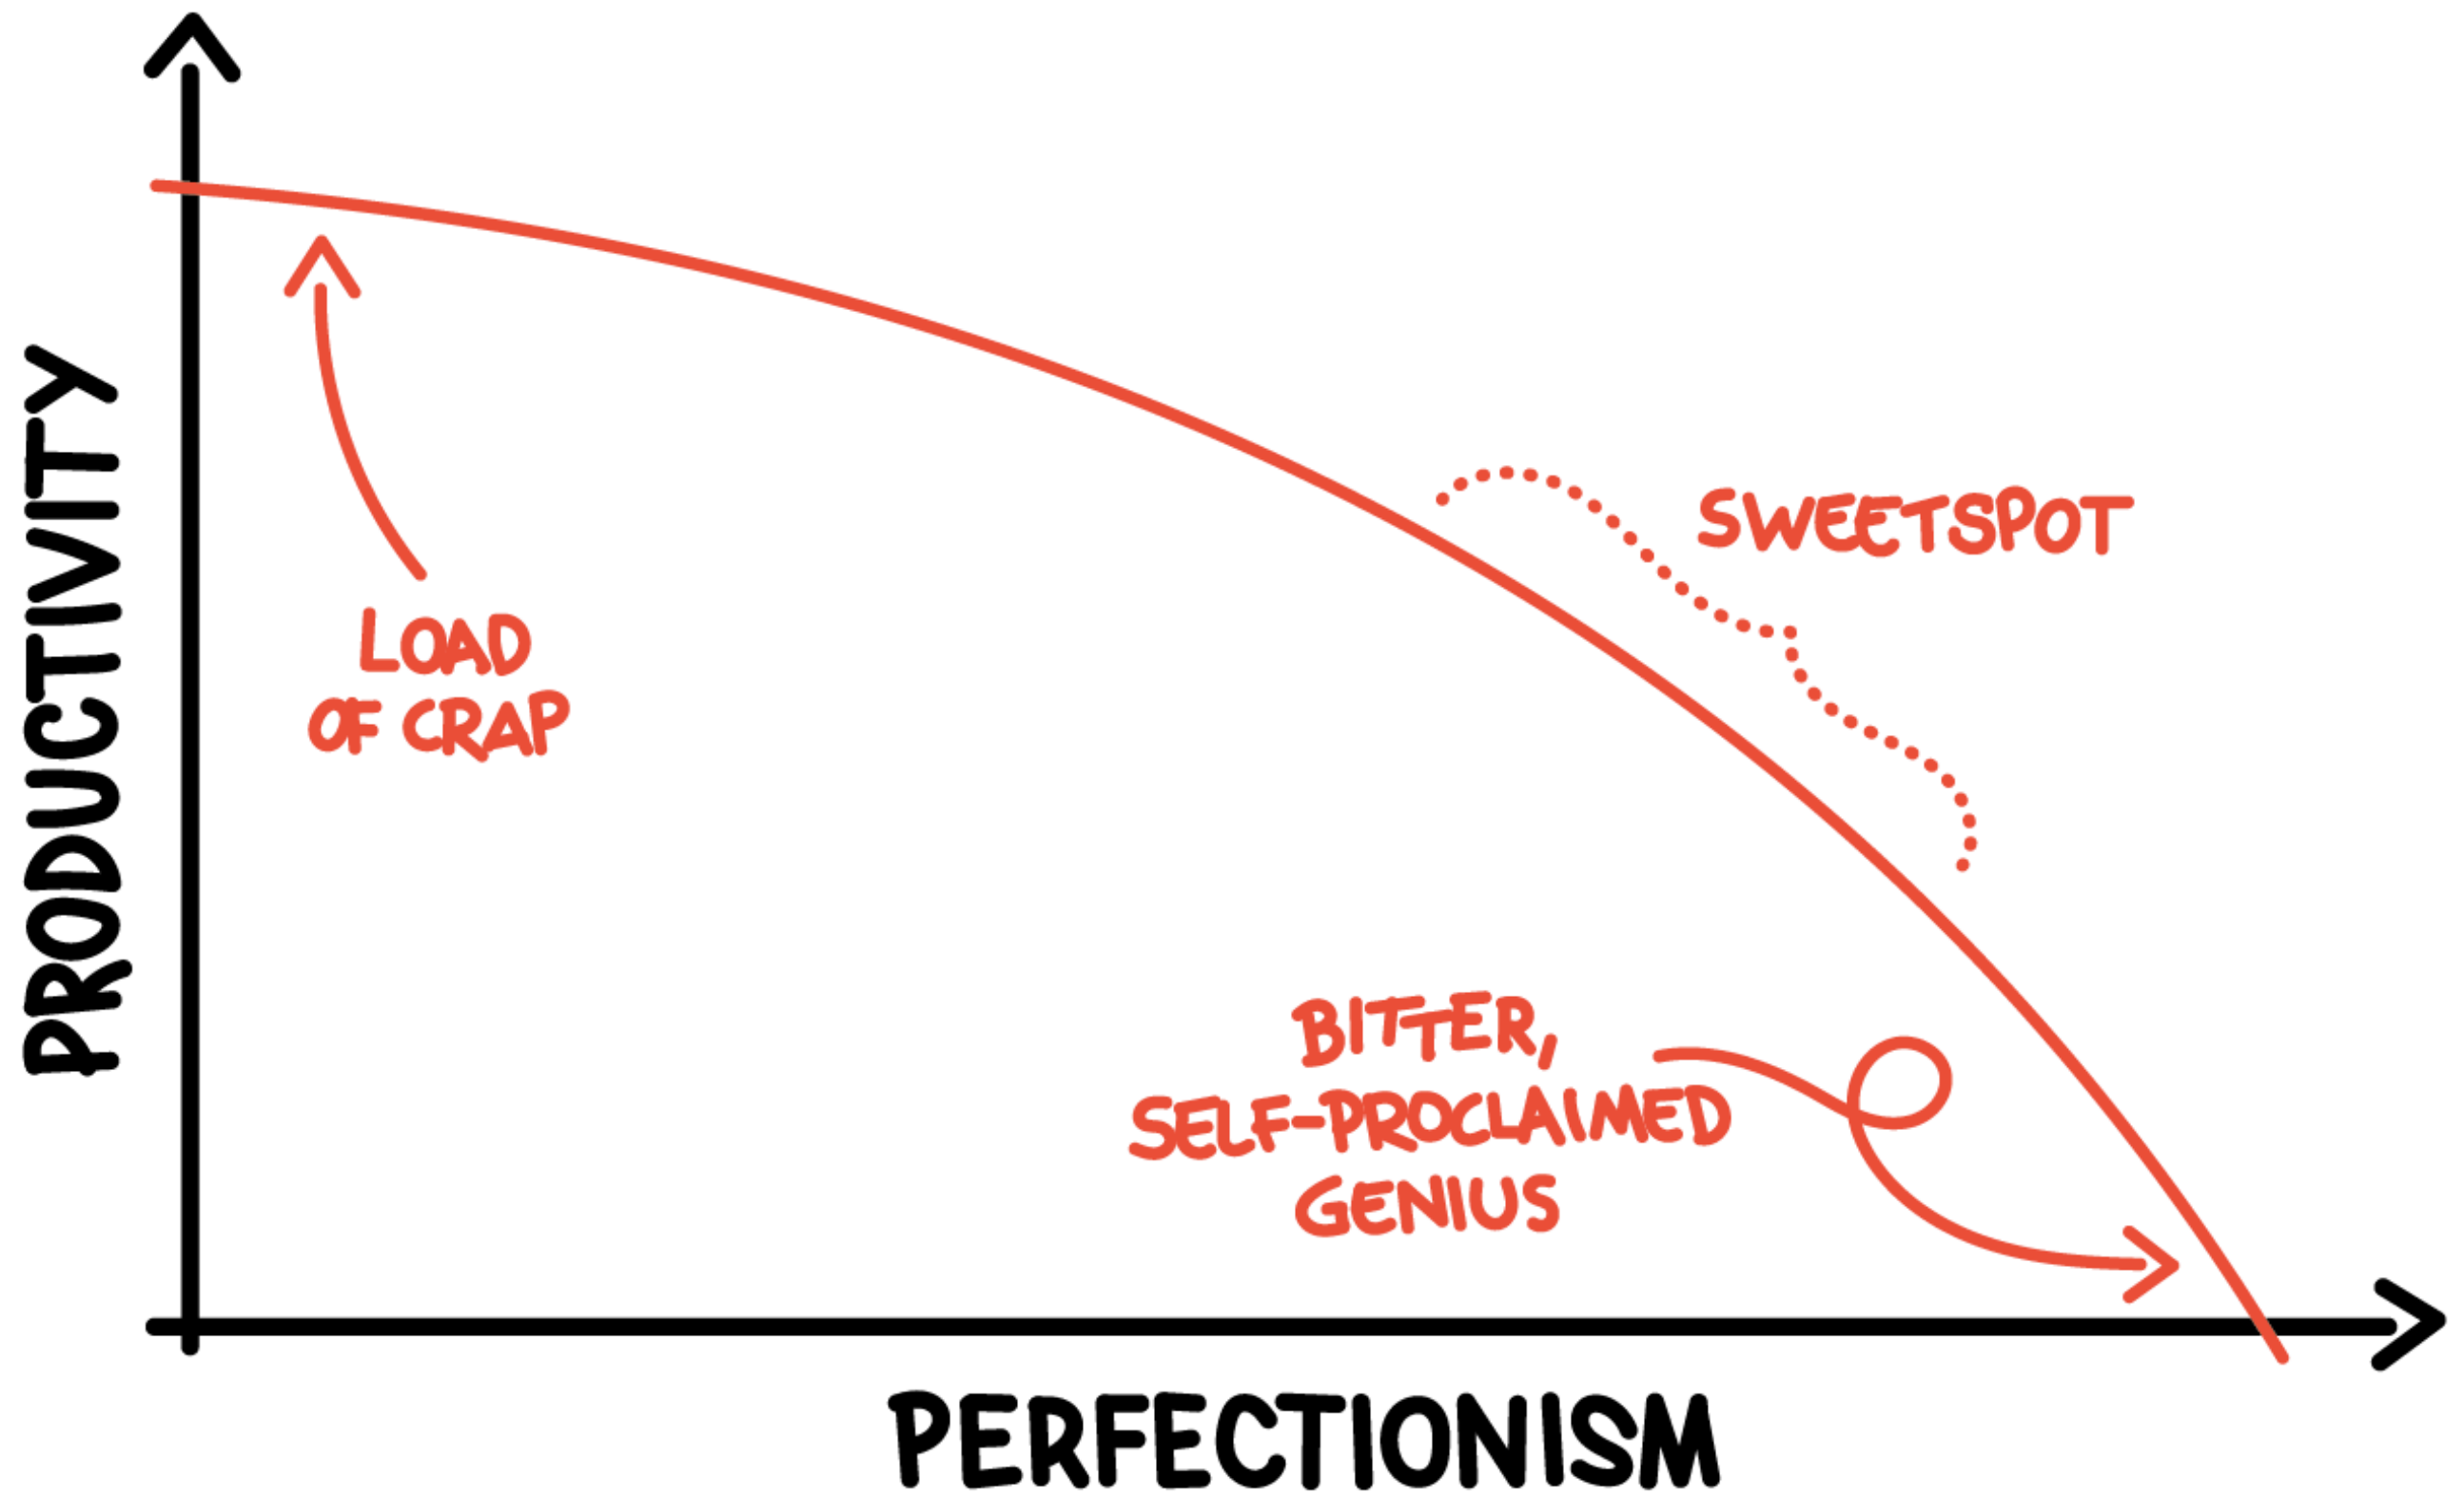 PRODUCTIVITY
LOAD
OF CRAP
SWEETSPOT
BITTER,
SELF-PROCLAIMED
GENIUS
PERFECTIONISM